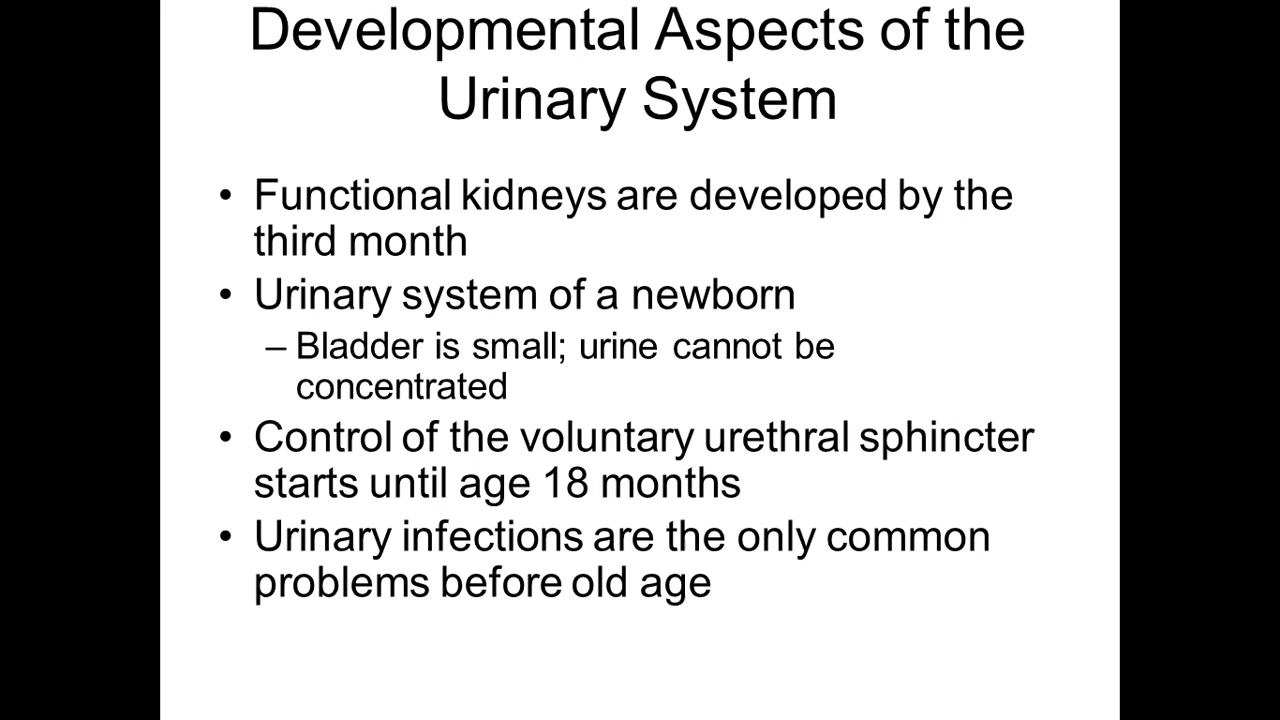 Developmental Aspects of the
Urinary System
• Functional kidneys are developed by the
third month
• Urinary system of a newborn
– Bladder is small; urine cannot be
concentrated
• Control of the voluntary urethral sphincter
starts until age 18 months
• Urinary infections are the only common
problems before old age